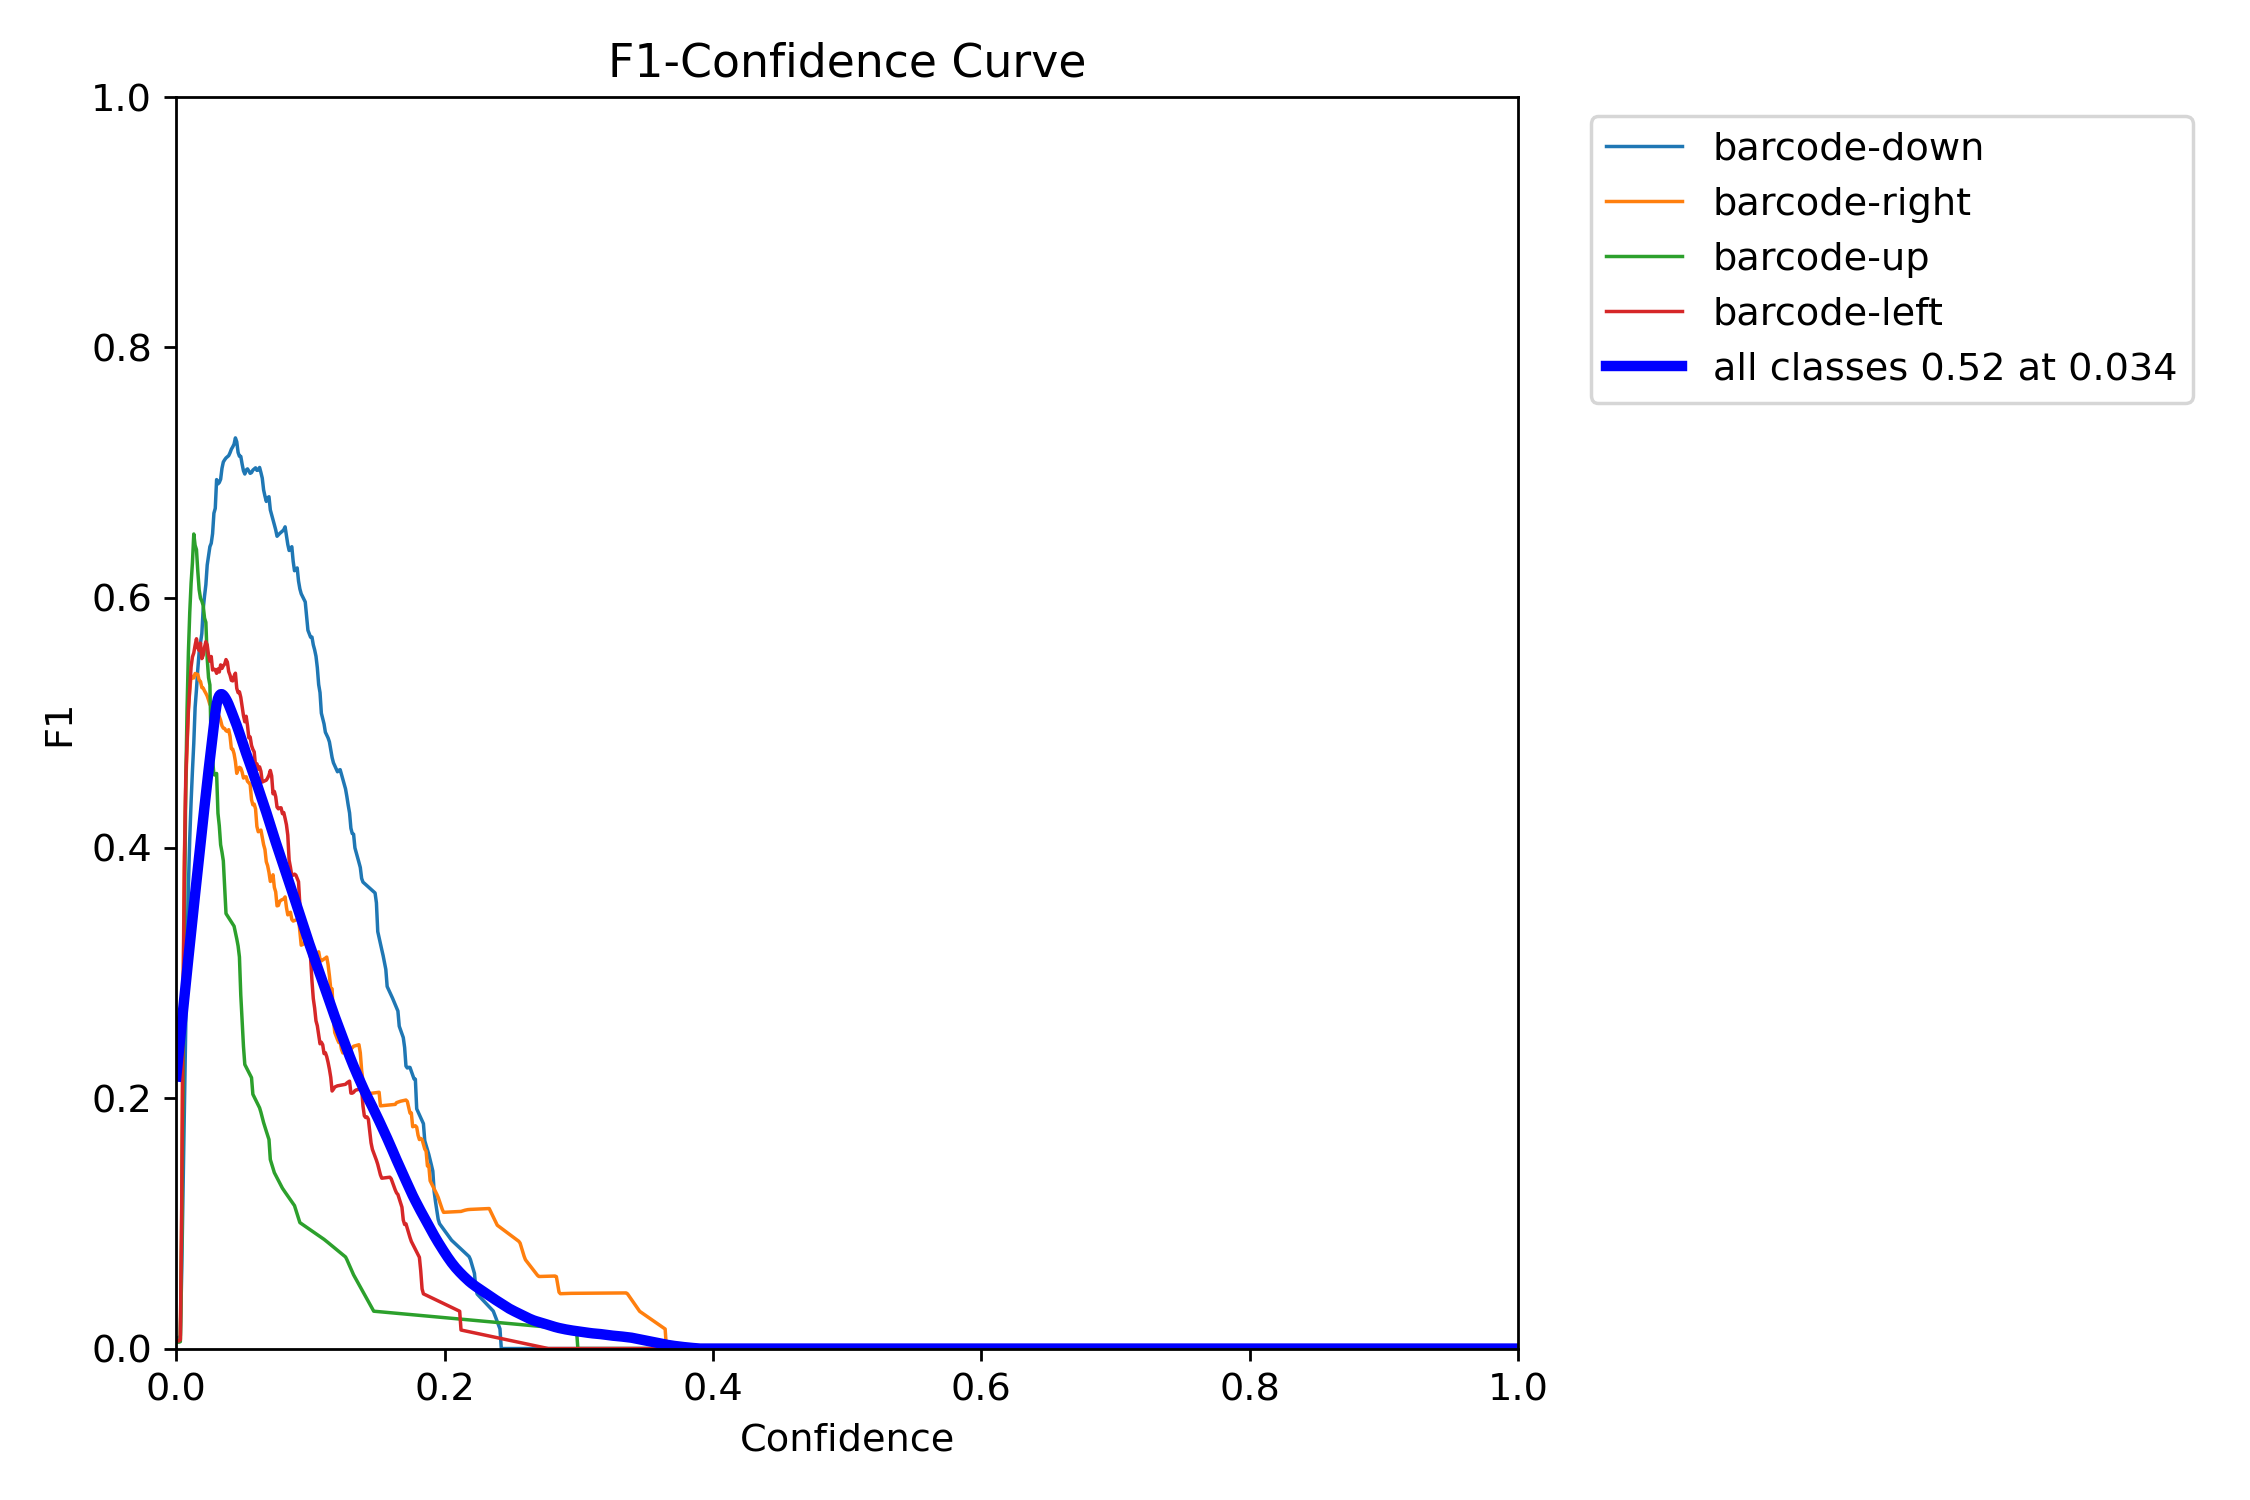 F1-Confidence Curve
1.0
0.8
0.6
0.4
0.2
0.0
F1
0.0 0.2 0.4 0.6 0.8 1.0
Confidence
barcode-down
barcode-right
barcode-up
barcode-left
all classes 0.52 at 0.034